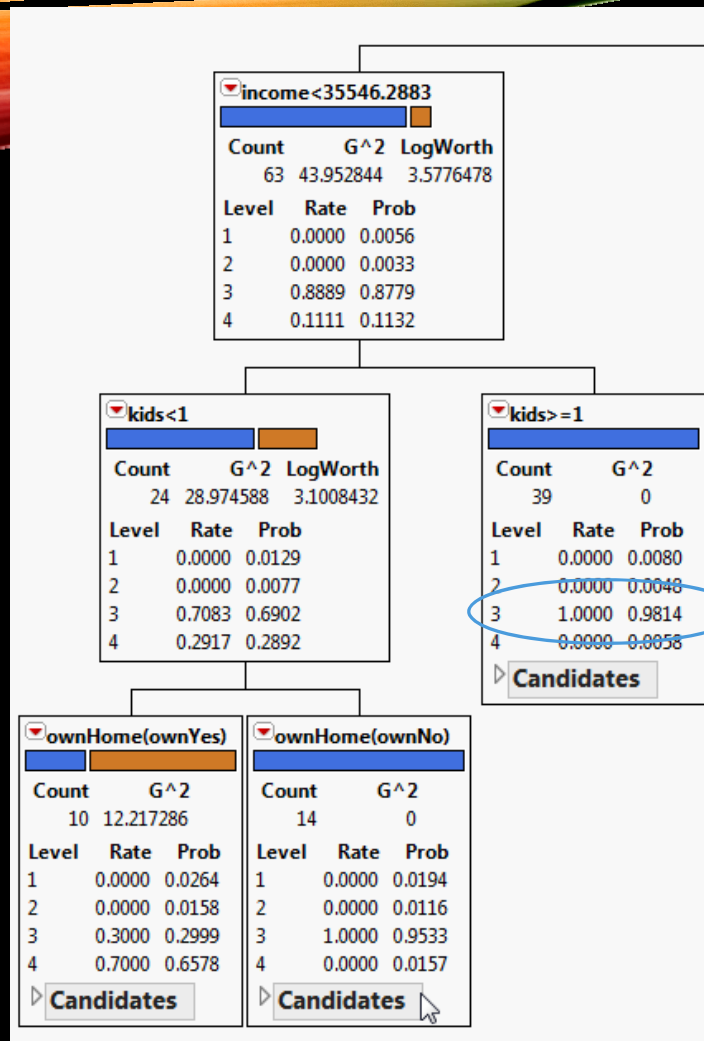 income<35546.2883
Count G^2 LogWorth
63 43.952844 3.5776478
Level Rate Prob
1 0.0000 0.0056
2 0.0000 0.0033
3 0.8889 0.8779
4 0.1111 0.1132
kids<1
Count G^2 LogWorth
24 28.974588 3.1008432
Level Rate Prob
1 0.0000 0.0129
2 0.0000 0.0077
3 0.7083 0.6902
4 0.2917 0.2892
kids>=1
Count G^2
39 0
Level Rate Prob
1 0.0000 0.0080
2 0.0000 0.0048
3 1.0000 0.9814
4 0.0000 0.0058
Candidates
ownHome(ownYes)
Count G^2
10 12.217286
Level Rate Prob
1 0.0000 0.0264
2 0.0000 0.0158
3 0.3000 0.2999
4 0.7000 0.6578
Candidates
ownHome(ownNo)
Count G^2
14 0
Level Rate Prob
1 0.0000 0.0194
2 0.0000 0.0116
3 1.0000 0.9533
4 0.0000 0.0157
Candidates